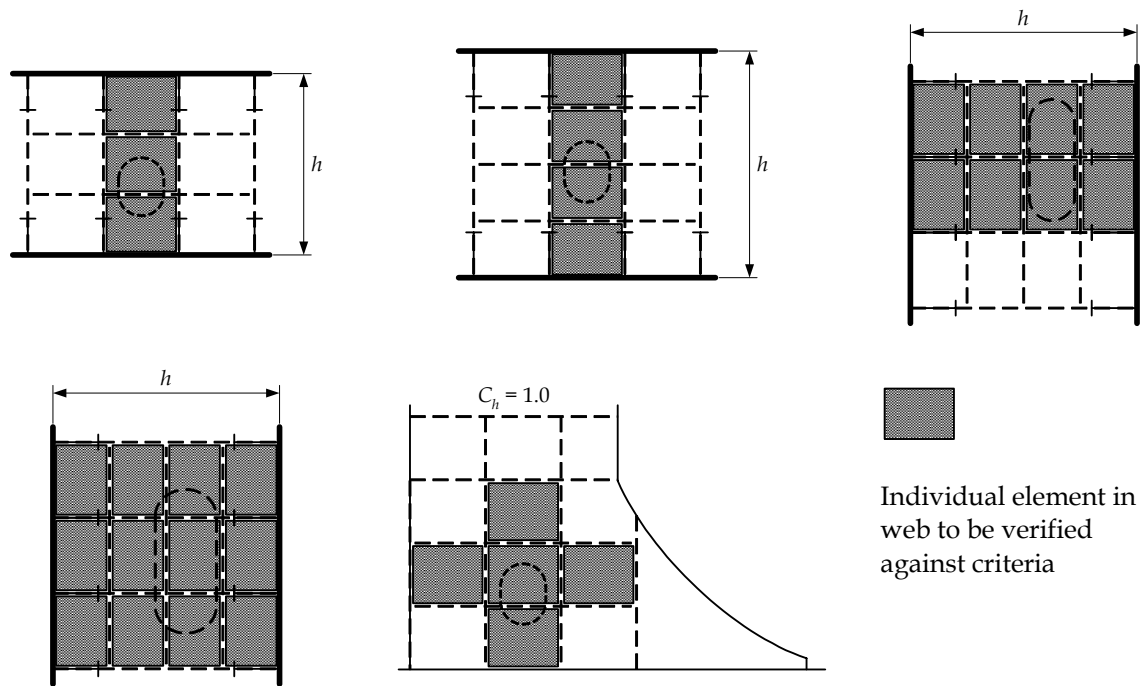 h
h
h
h
C_h = 1.0
Individual element in
web to be verified
against criteria